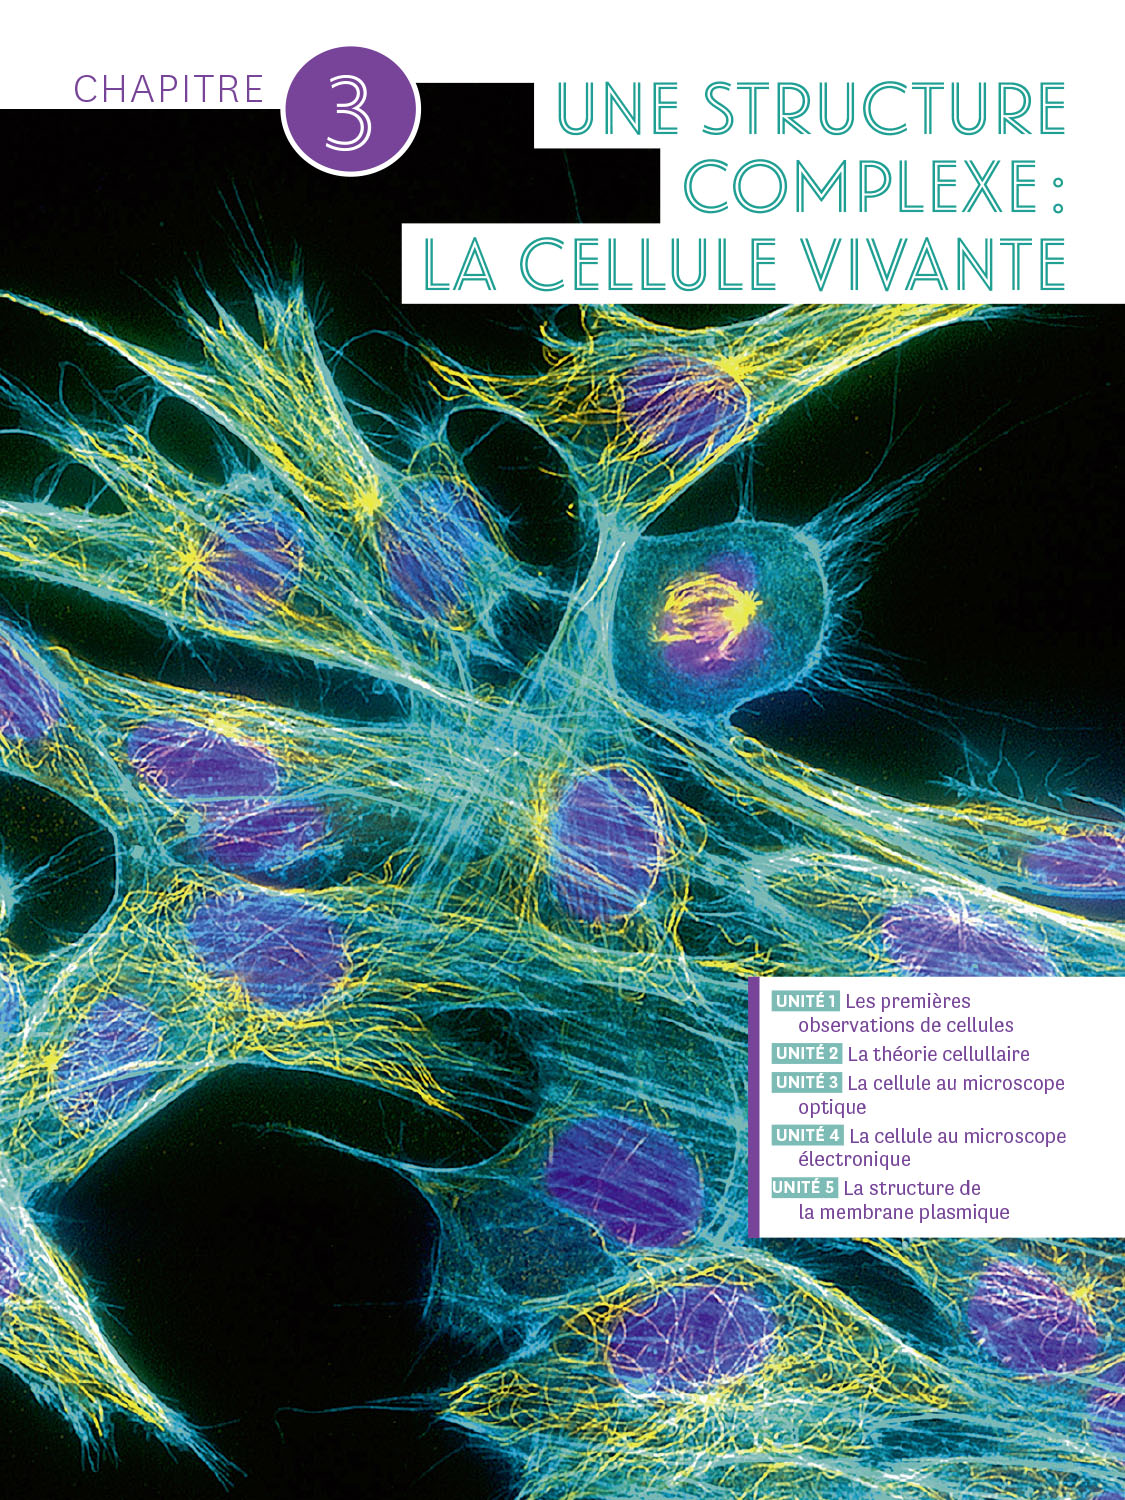 CHAPITRE 3
UNE STRUCTURE
COMPLEXE :
LA CELLULE VIVANTE
UNITÉ 1 Les premières
observations de cellules
UNITÉ 2 La théorie cellullaire
UNITÉ 3 La cellule au microscope
optique
UNITÉ 4 La cellule au microscope
électronique
UNITÉ 5 La structure de
la membrane plasmique